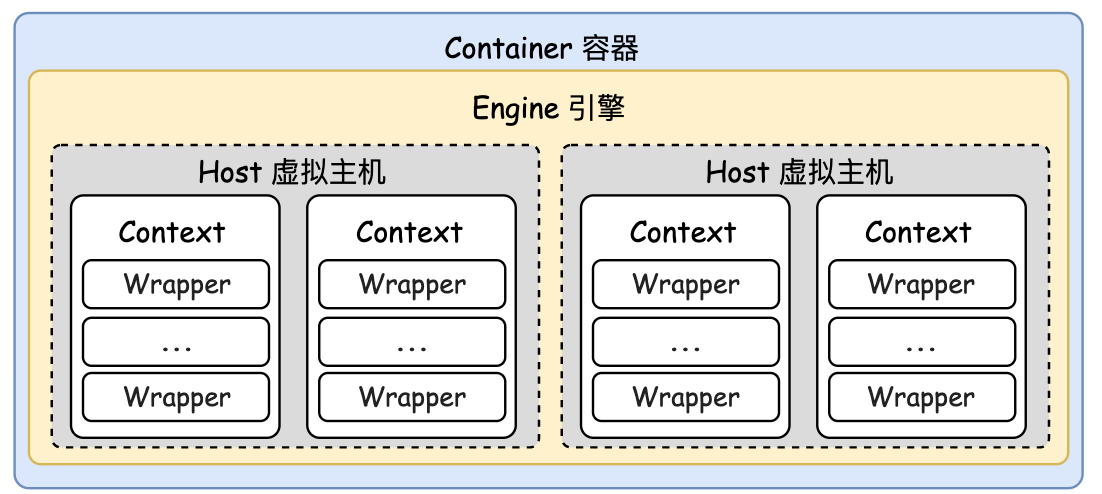 Container 容器
Engine 引擎
Host 虚拟主机
Context
Wrapper
...
Wrapper
Context
Wrapper
...
Wrapper
Host 虚拟主机
Context
Wrapper
...
Wrapper
Context
Wrapper
...
Wrapper